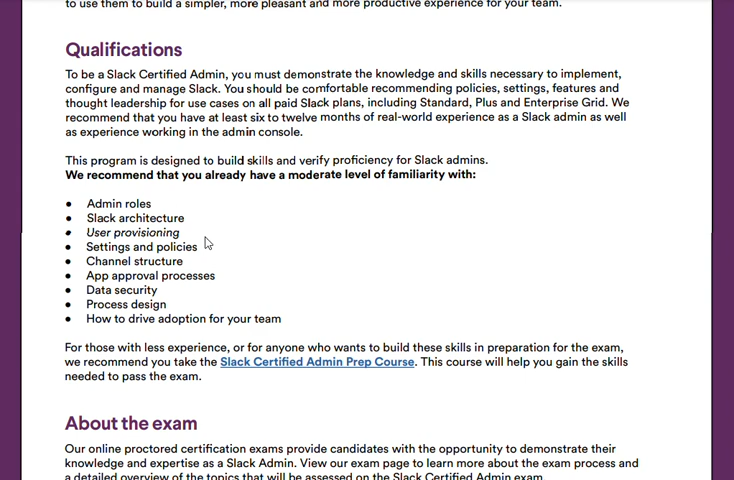 to use them to build a simpler, more pleasant and more productive experience for your team.
Qualifications
To be a Slack Certified Admin, you must demonstrate the knowledge and skills necessary to implement,
configure and manage Slack. You should be comfortable recommending policies, settings, features and
thought leadership for use cases on all paid Slack plans, including Standard, Plus and Enterprise Grid. We
recommend that you have at least six to twelve months of real-world experience as a Slack admin as well
as experience working in the admin console.
This program is designed to build skills and verify proficiency for Slack admins.
We recommend that you already have a moderate level of familiarity with:
● Admin roles
● Slack architecture
● User provisioning
● Settings and policies
● Channel structure
● App approval processes
● Data security
● Process design
● How to drive adoption for your team
For those with less experience, or for anyone who wants to build these skills in preparation for the exam,
we recommend you take the Slack Certified Admin Prep Course. This course will help you gain the skills
needed to pass the exam.
About the exam
Our online proctored certification exams provide candidates with the opportunity to demonstrate their
knowledge and expertise as a Slack Admin. View our exam page to learn more about the exam process and
a detailed overview of the topics that will be assessed on the Slack Certified Admin exam.